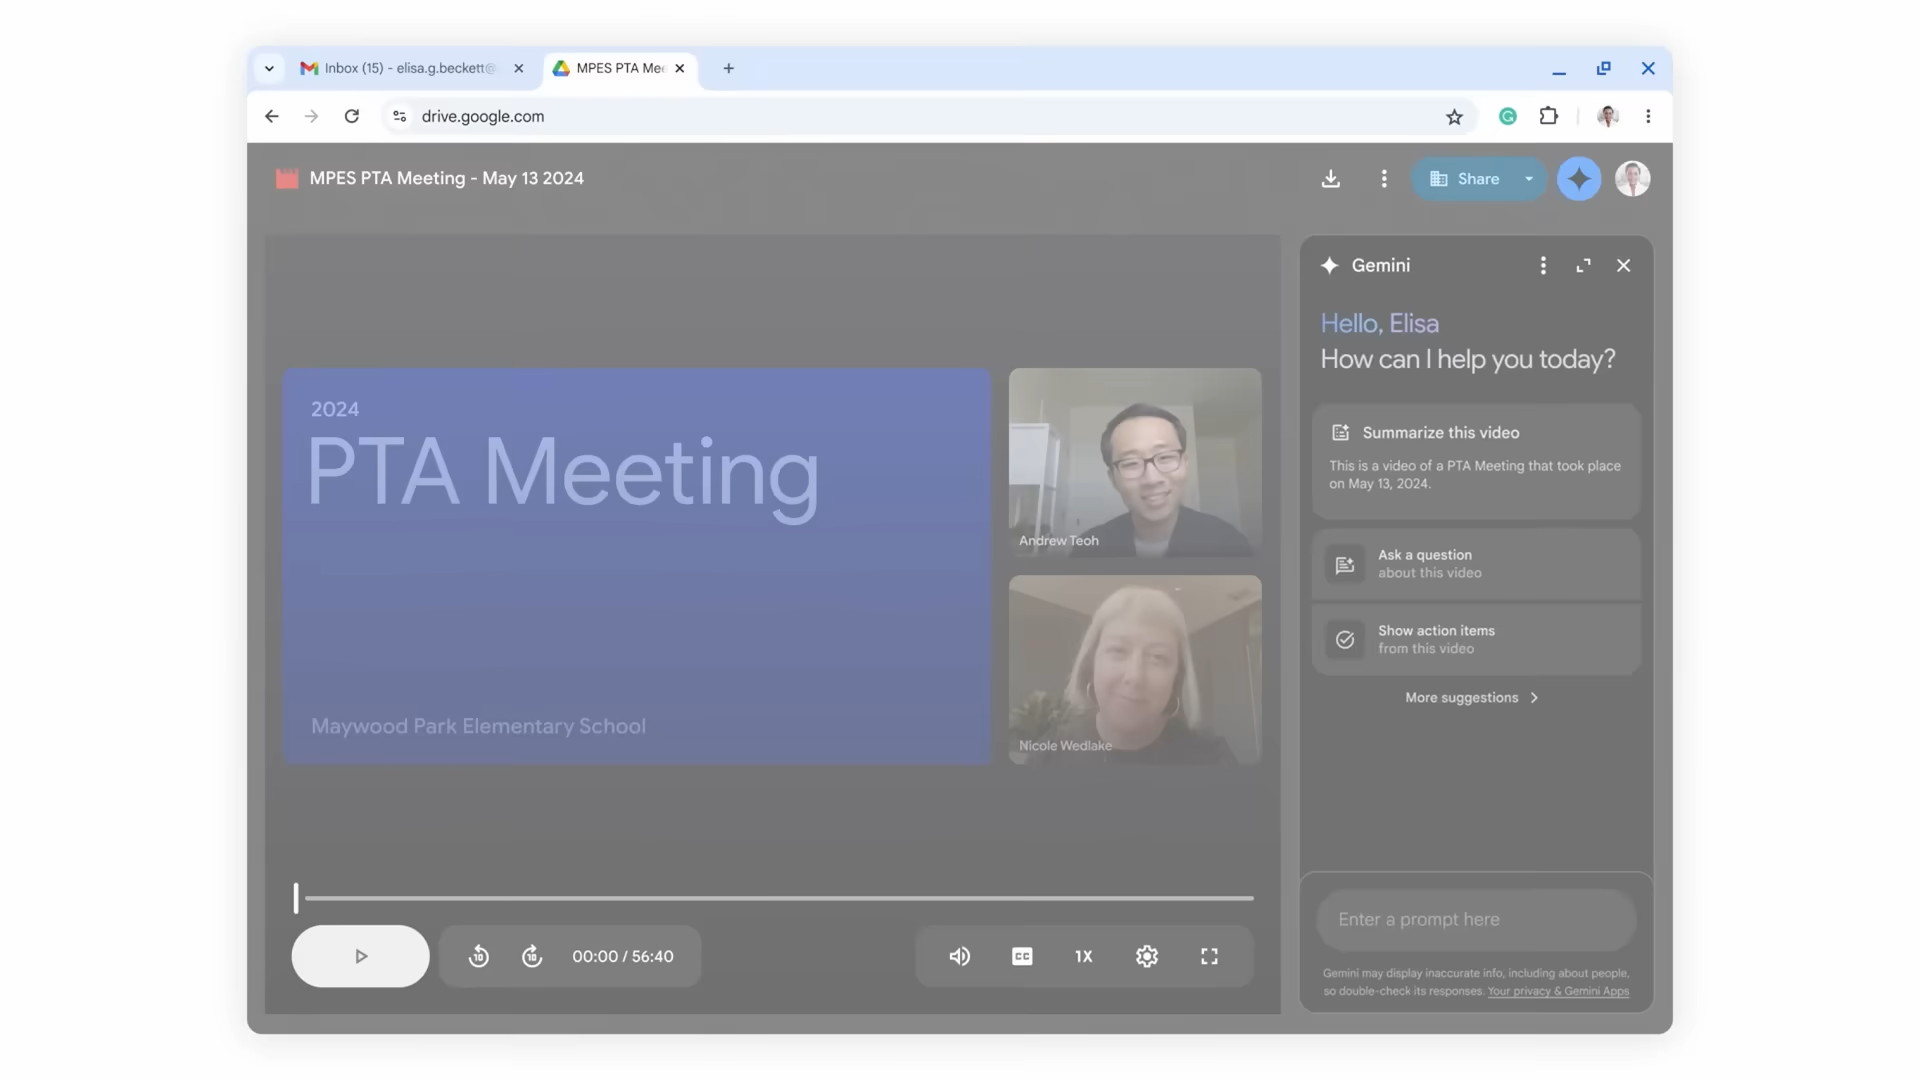 Inbox (15) - elisa.g.beckett@
MPES PTA Mee
drive.google.com
MPES PTA Meeting - May 13 2024
Share
2024
PTA Meeting
Maywood Park Elementary School
Andrew Teoh
Nicole Wedlake
10
10
00:00 / 56:40
CC
1X
Gemini
Hello, Elisa
How can I help you today?
Summarize this video
This is a video of a PTA Meeting that took place
on May 13, 2024.
Ask a question
about this video
Show action items
from this video
More suggestions
Enter a prompt here
Gemini may display inaccurate info, including about people,
so double-check its responses. Your privacy & Gemini Apps